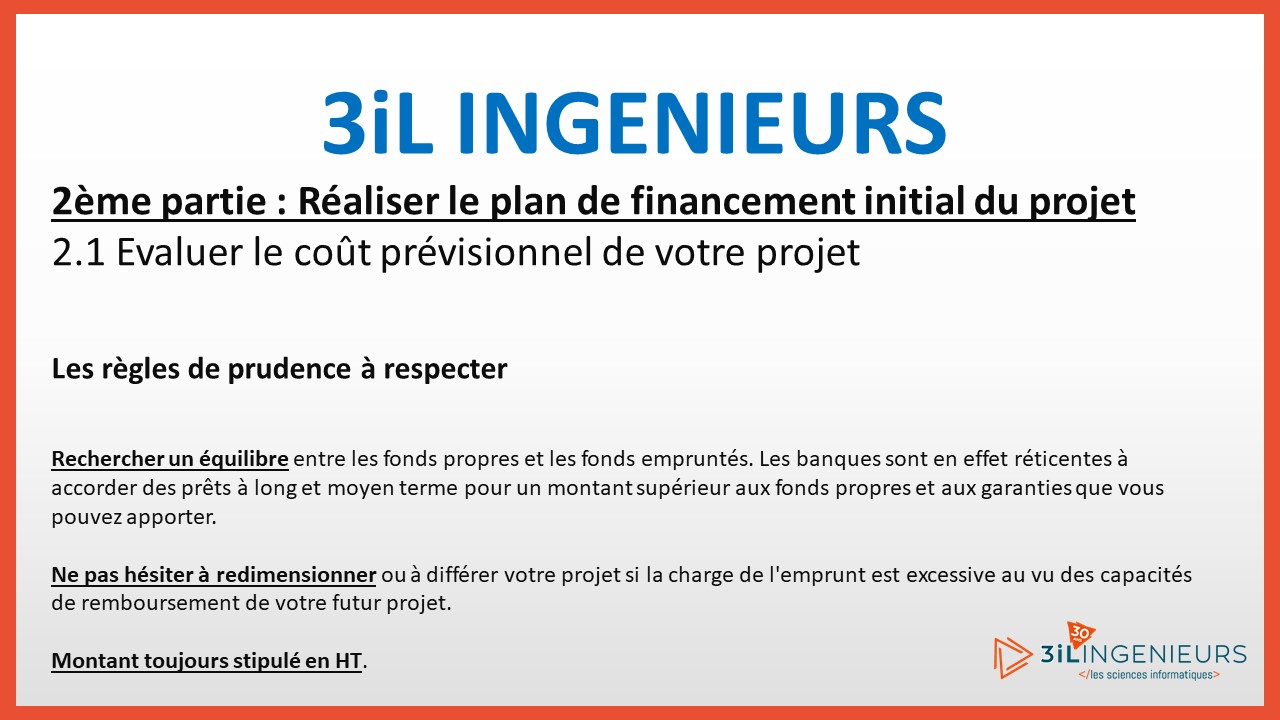 3iL INGENIEURS
2ème partie : Réaliser le plan de financement initial du projet
2.1 Evaluer le coût prévisionnel de votre projet
Les règles de prudence à respecter
Rechercher un équilibre entre les fonds propres et les fonds empruntés. Les banques sont en effet réticentes à
accorder des prêts à long et moyen terme pour un montant supérieur aux fonds propres et aux garanties que vous
pouvez apporter.
Ne pas hésiter à redimensionner ou à différer votre projet si la charge de l'emprunt est excessive au vu des capacités
de remboursement de votre futur projet.
Montant toujours stipulé en HT.
30
3iLINGENIEURS
</les sciences informatiques>